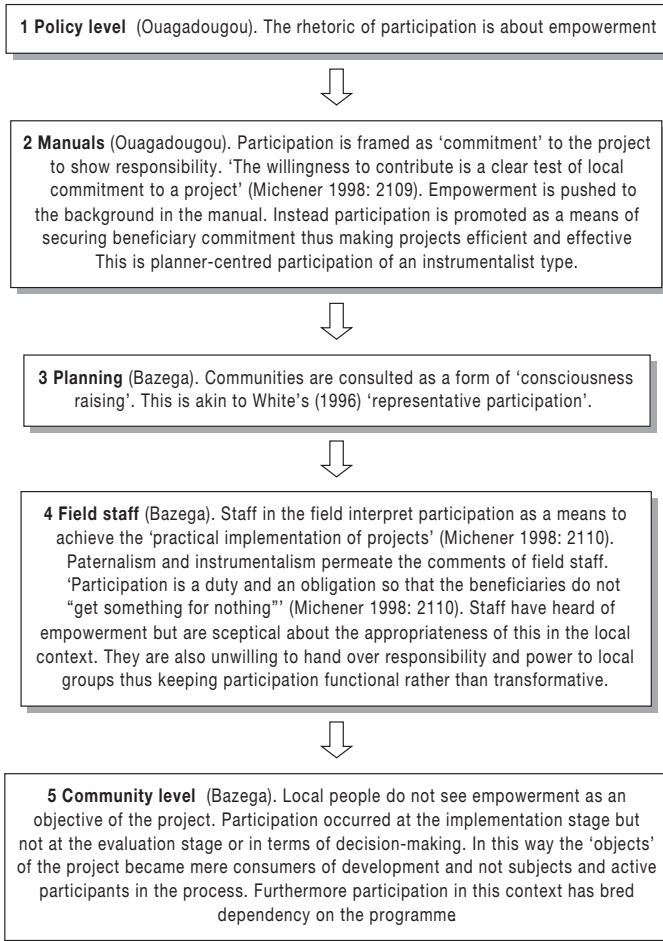 1 Policy level (Ouagadougou). The rhetoric of participation is about empowerment
2 Manuals (Ouagadougou). Participation is framed as ‘commitment’ to the project
to show responsibility. ‘The willingness to contribute is a clear test of local
commitment to a project’ (Michener 1998: 2109). Empowerment is pushed to
the background in the manual. Instead participation is promoted as a means of
securing beneficiary commitment thus making projects efficient and effective
This is planner-centred participation of an instrumentalist type.
3 Planning (Bazega). Communities are consulted as a form of ‘consciousness
raising’. This is akin to White’s (1996) ‘representative participation’.
4 Field staff (Bazega). Staff in the field interpret participation as a means to
achieve the ‘practical implementation of projects’ (Michener 1998: 2110).
Paternalism and instrumentalism permeate the comments of field staff.
‘Participation is a duty and an obligation so that the beneficiaries do not
“get something for nothing”’ (Michener 1998: 2110). Staff have heard of
empowerment but are sceptical about the appropriateness of this in the local
context. They are also unwilling to hand over responsibility and power to local
groups thus keeping participation functional rather than transformative.
5 Community level (Bazega). Local people do not see empowerment as an
objective of the project. Participation occurred at the implementation stage but
not at the evaluation stage or in terms of decision-making. In this way the ‘objects’
of the project became mere consumers of development and not subjects and active
participants in the process. Furthermore participation in this context has bred
dependency on the programme.